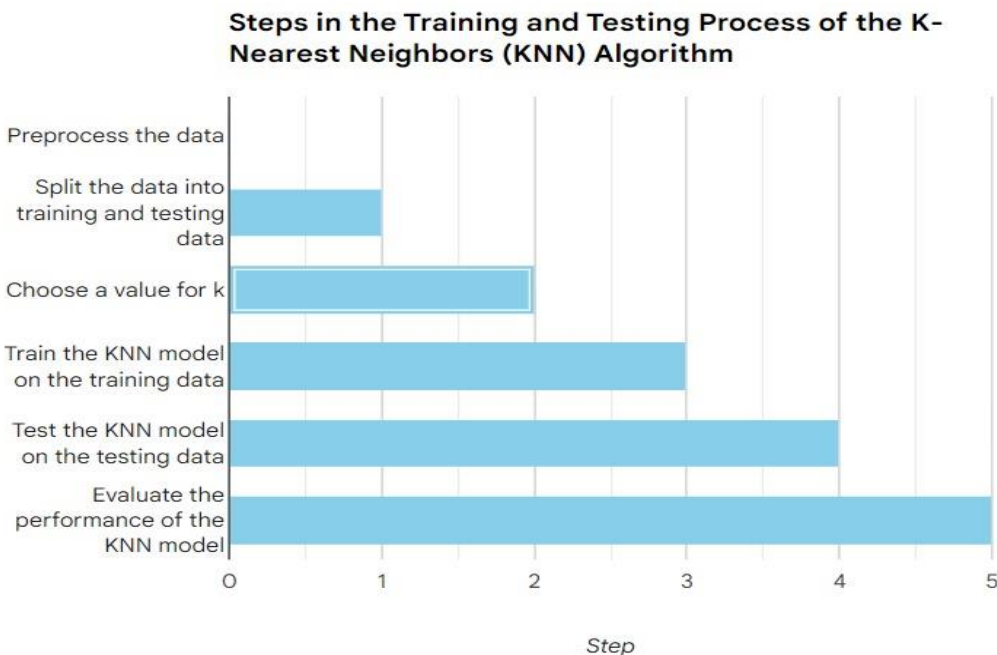 Steps in the Training and Testing Process of the K-
Nearest Neighbors (KNN) Algorithm
Preprocess the data
Split the data into
training and testing
data
Choose a value for k
Train the KNN model
on the training data
Test the KNN model
on the testing data
Evaluate the
performance of the
KNN model
0 1 2 3 4 5
Step